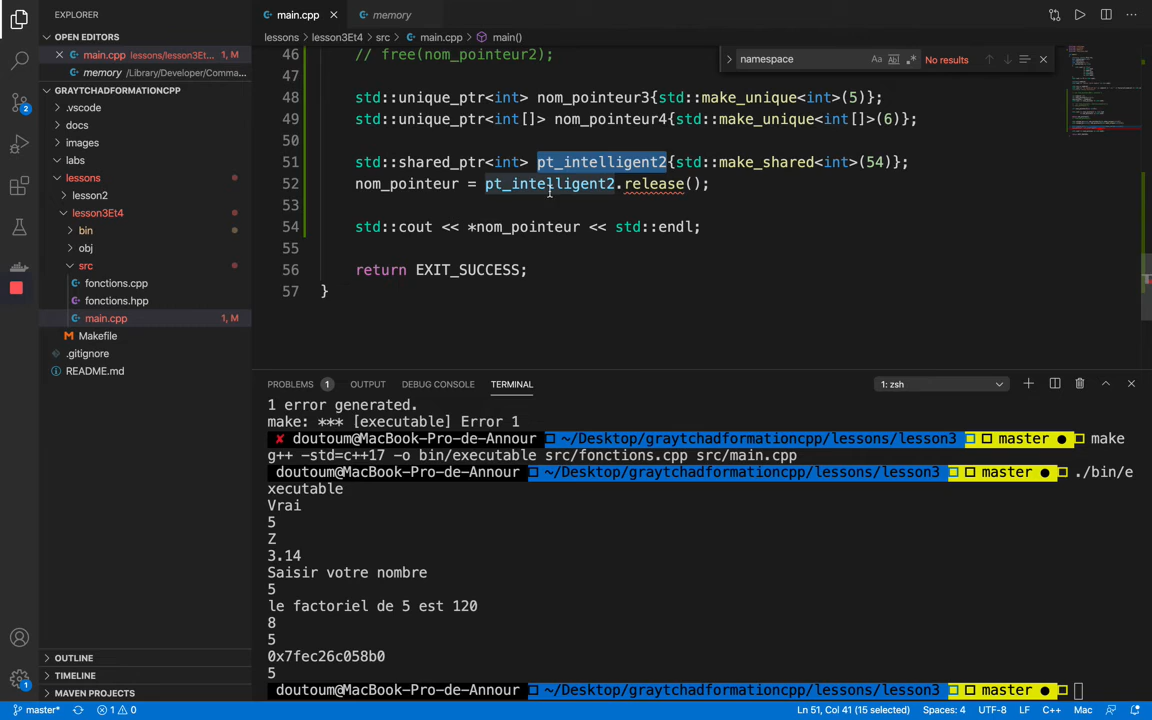 EXPLORER
OPEN EDITORS
main.cpp lessons/lesson3Et... 1, M
memory /Library/Developer/Comma...
GRAYTCHADFORMATIONCPP
.vscode
docs
images
labs
lessons
lesson2
lesson3Et4
bin
obj
src
fonctions.cpp
fonctions.hpp
main.cpp 1, M
Makefile
.gitignore
README.md
OUTLINE
TIMELINE
MAVEN PROJECTS
2
1
main.cpp
memory
lessons > lesson3Et4 > src > main.cpp > main()
namespace Aa Abl .* No results
46 // free(nom_pointeur2);
47
48 std::unique_ptr<int> nom_pointeur3{std::make_unique<int>(5)};
49 std::unique_ptr<int[]> nom_pointeur4{std::make_unique<int[]>(6)};
50
51 std::shared_ptr<int> pt_intelligent2{std::make_shared<int>(54)};
52 nom_pointeur = pt_intelligent2.release();
53
54 std::cout << *nom_pointeur << std::endl;
55
56 return EXIT_SUCCESS;
57 }
PROBLEMS 1 OUTPUT DEBUG CONSOLE TERMINAL 1: zsh
1 error generated.
make: *** [executable] Error 1
✘ doutoum@MacBook-Pro-de-Annour ~/Desktop/graytchadformationcpp/lessons/lesson3 master ● make
g++ -std=c++17 -o bin/executable src/fonctions.cpp src/main.cpp
doutoum@MacBook-Pro-de-Annour ~/Desktop/graytchadformationcpp/lessons/lesson3 master ● ./bin/e
xecutable
Vrai
5
Z
3.14
Saisir votre nombre
5
le factoriel de 5 est 120
8
5
0x7fec26c058b0
5
doutoum@MacBook-Pro-de-Annour ~/Desktop/graytchadformationcpp/lessons/lesson3 master ●
master* 1 0 Ln 51, Col 41 (15 selected) Spaces: 4 UTF-8 LF C++ Mac